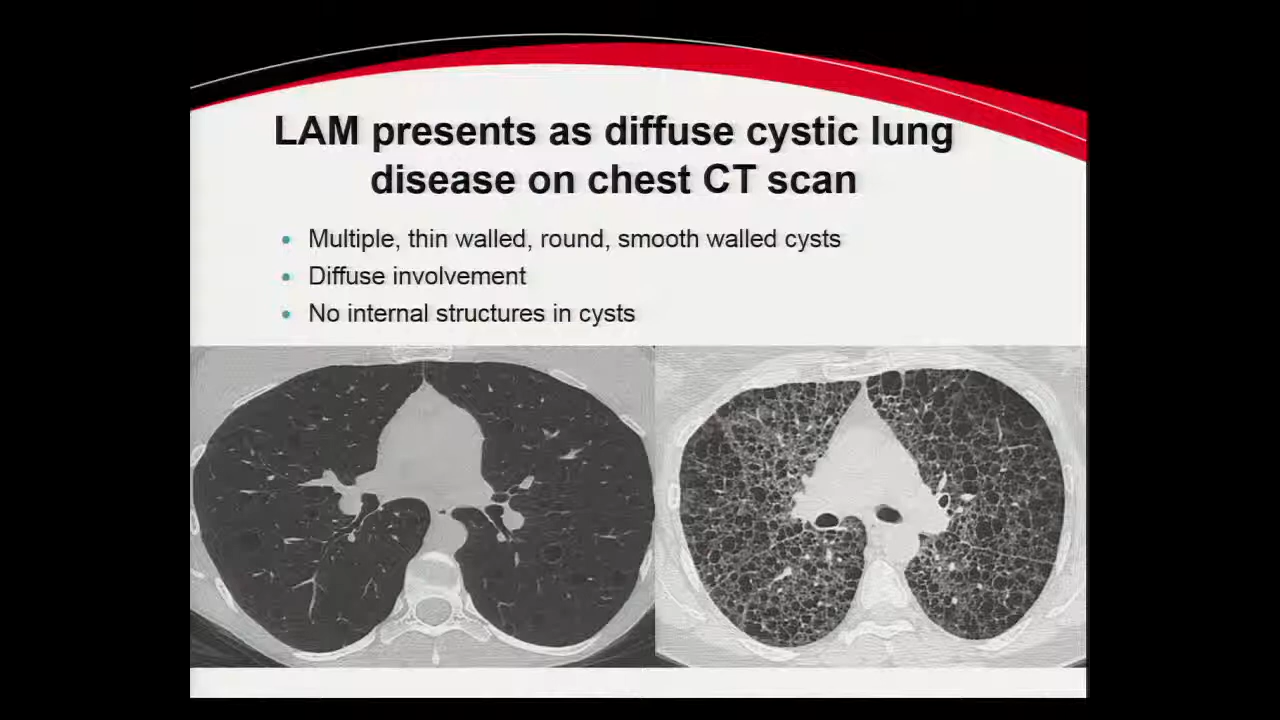 LAM presents as diffuse cystic lung
disease on chest CT scan
• Multiple, thin walled, round, smooth walled cysts
• Diffuse involvement
• No internal structures in cysts